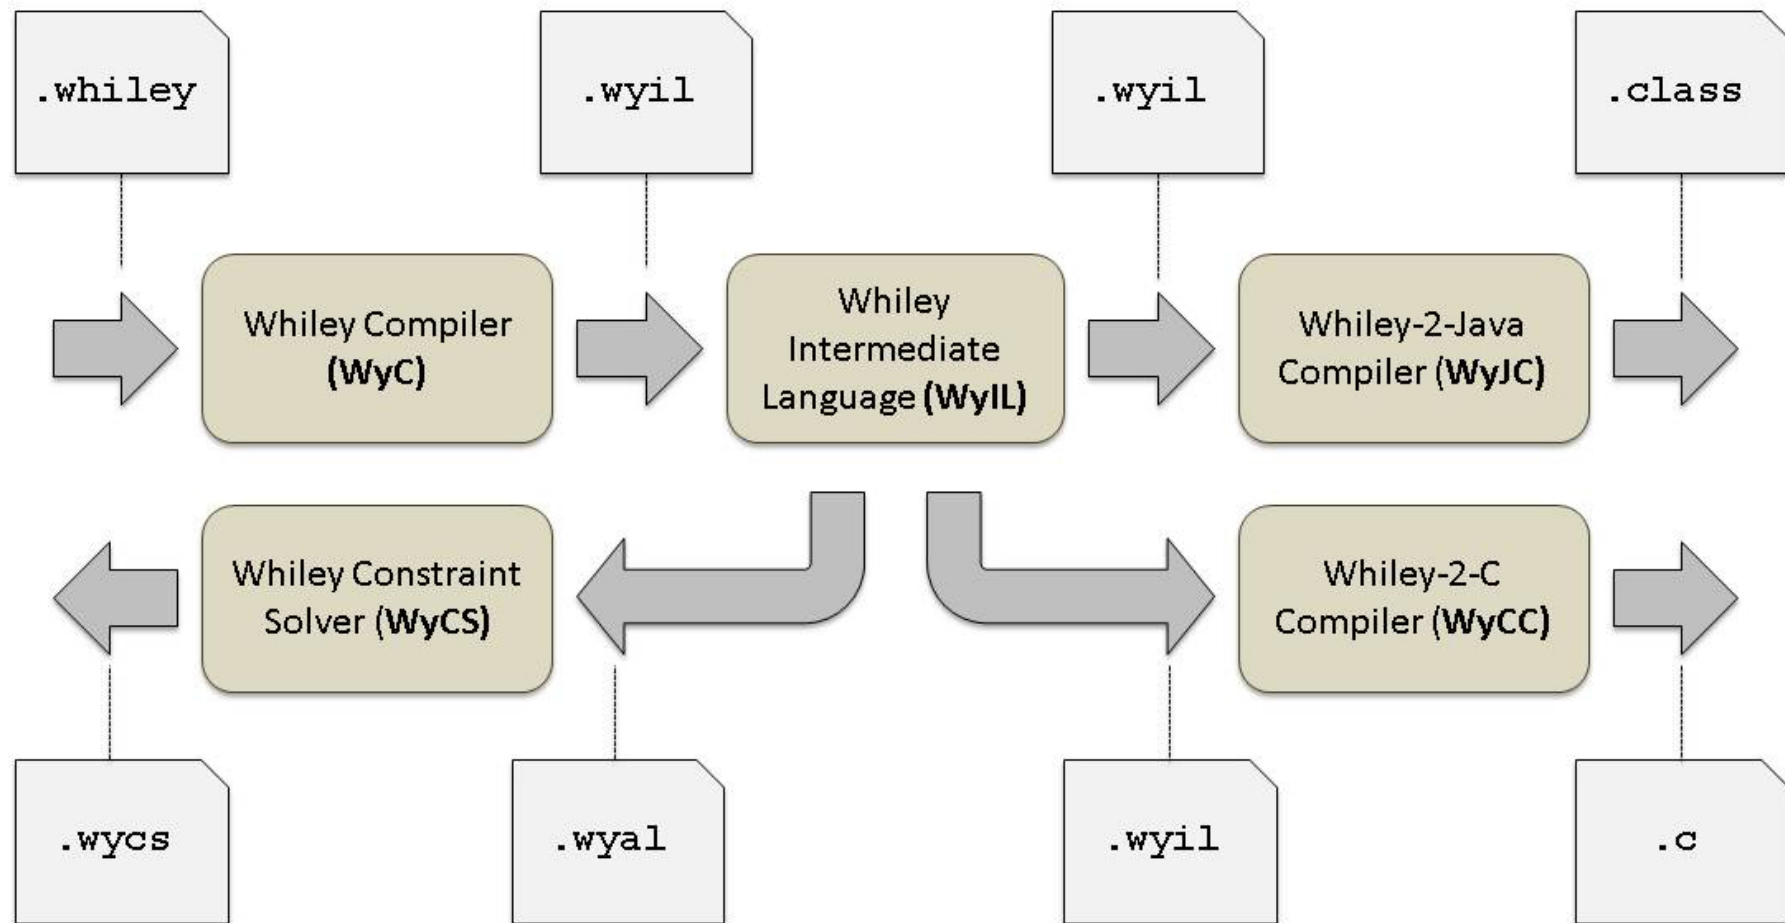 .whiley
.wyil
.wyil
.class
Whiley Compiler
(WyC)
Whiley
Intermediate
Language (WyIL)
Whiley-2-Java
Compiler (WyJC)
Whiley Constraint
Solver (WyCS)
Whiley-2-C
Compiler (WyCC)
.wycs
.wyal
.wyil
.c